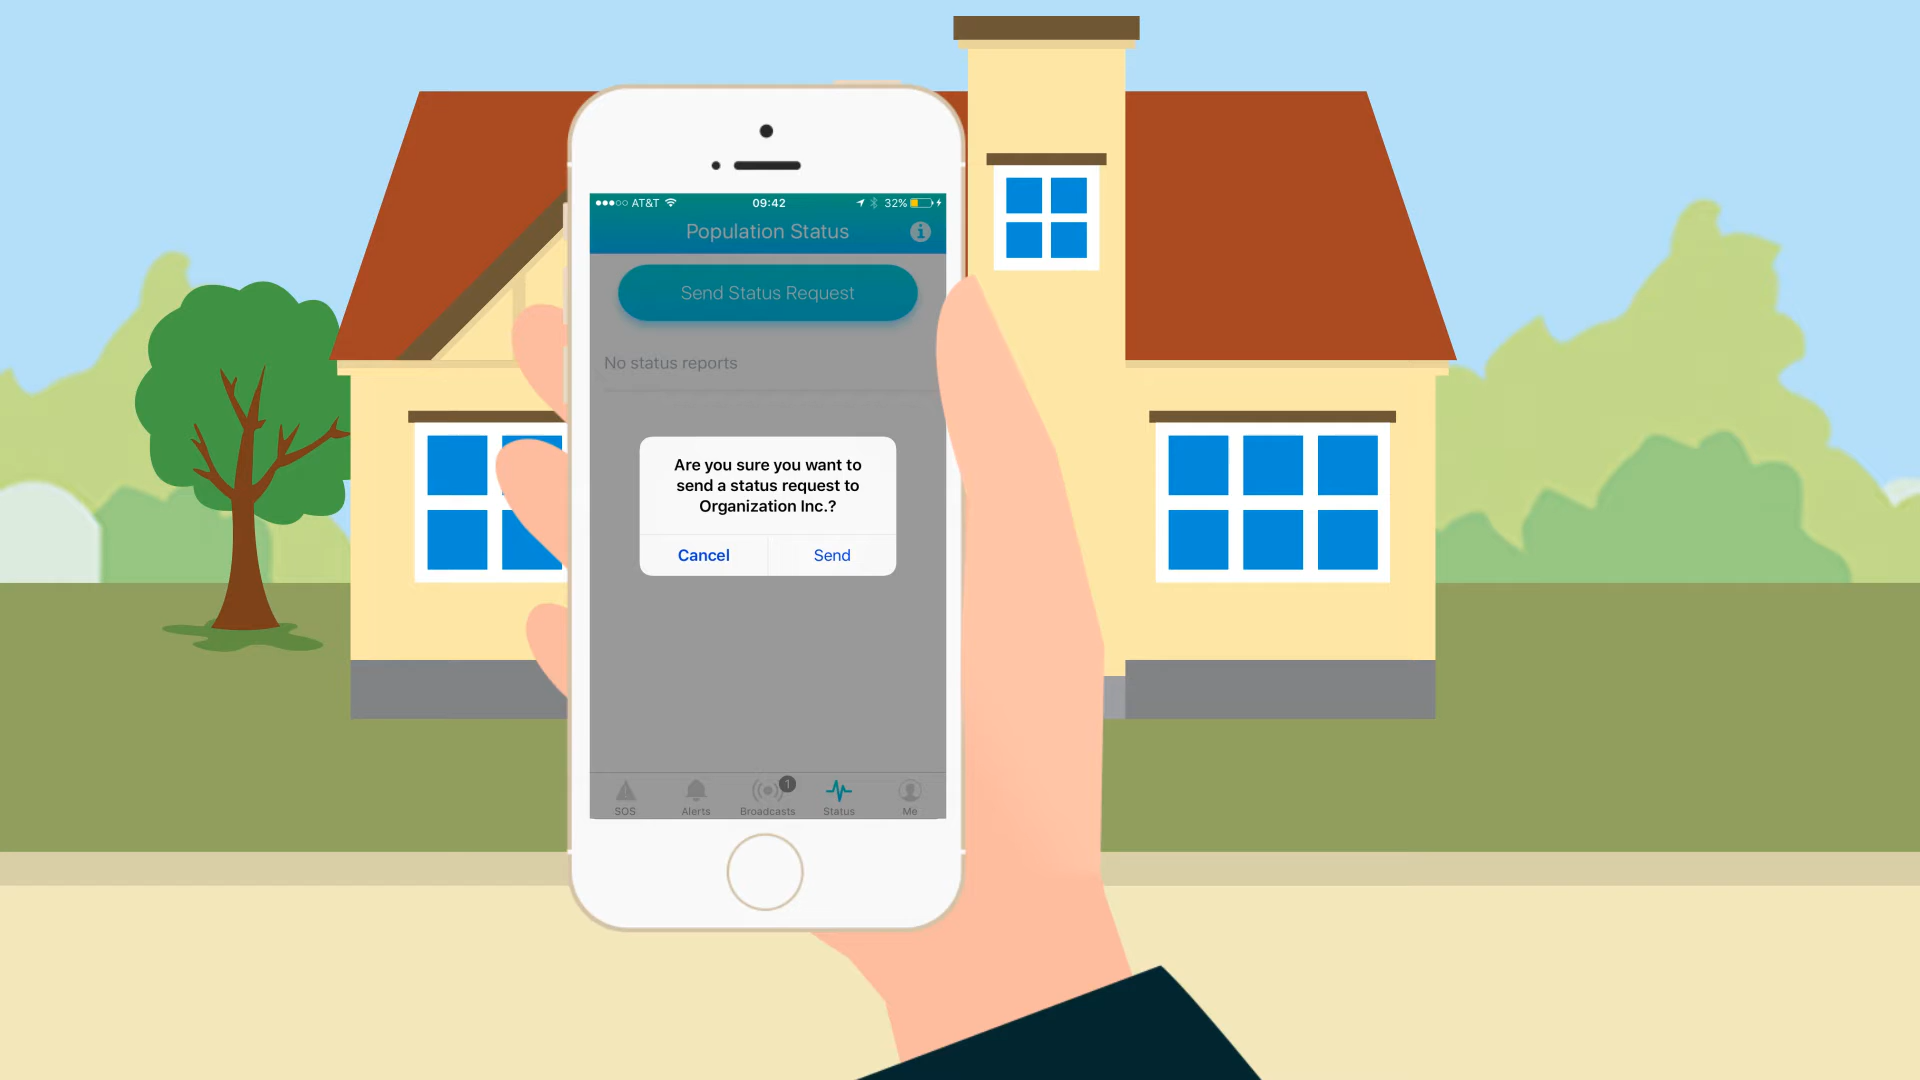 AT&T 09:42 32%
Population Status
Send Status Request
No status reports
Are you sure you want to
send a status request to
Organization Inc.?
Cancel Send
1
SOS Alerts Broadcasts Status Me